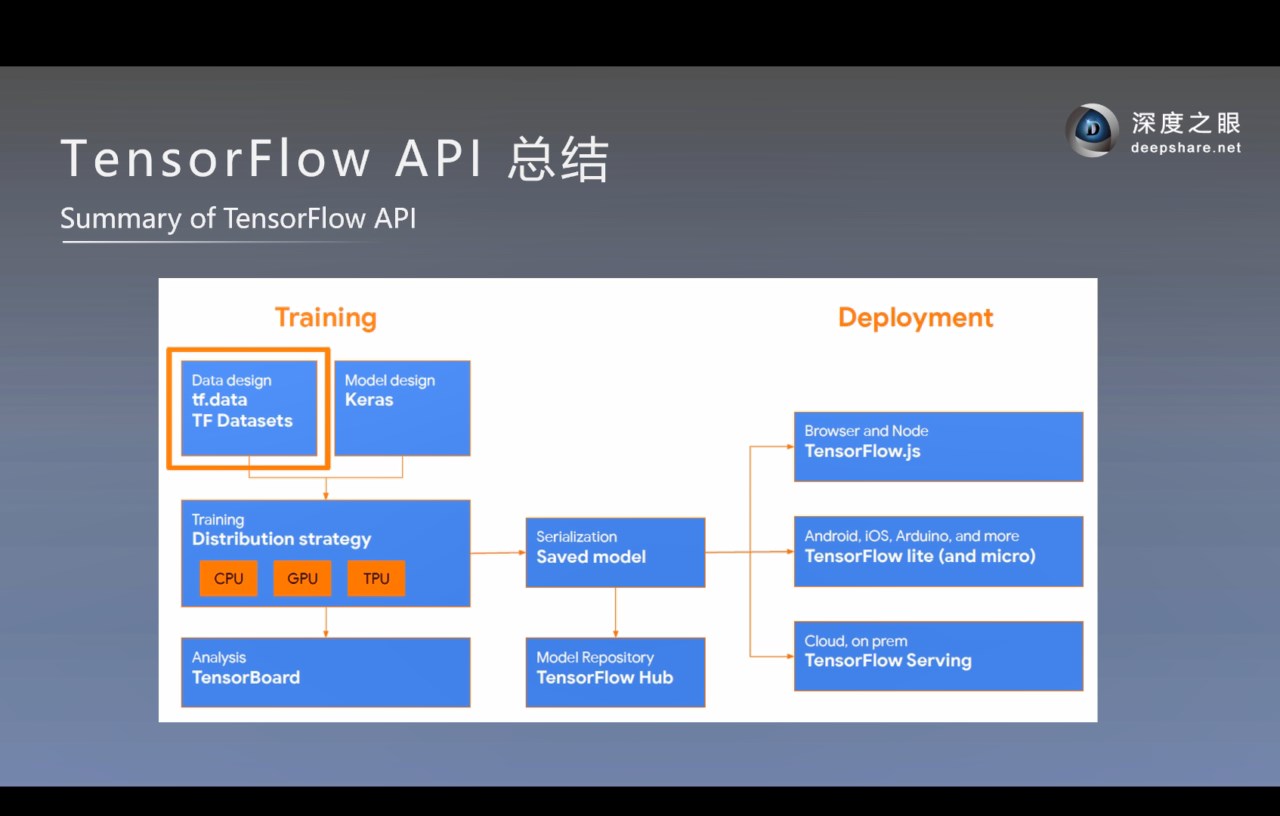 TensorFlow API 总结
Summary of TensorFlow API
深度之眼
deepshare.net
Training
Deployment
Data design
tf.data
TF Datasets
Model design
Keras
Training
Distribution strategy
CPU
GPU
TPU
Analysis
TensorBoard
Serialization
Saved model
Model Repository
TensorFlow Hub
Browser and Node
TensorFlow.js
Android, iOS, Arduino, and more
TensorFlow lite (and micro)
Cloud, on prem
TensorFlow Serving